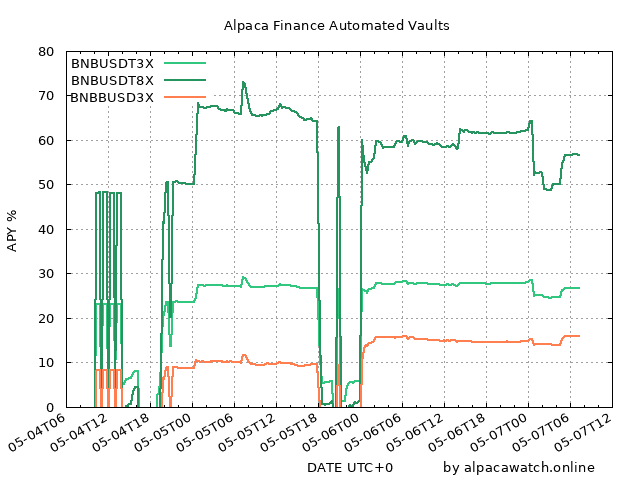 Alpaca Finance Automated Vaults
BNBUSDT3X
BNBUSDT8X
BNBBUSD3X
APY %
80
70
60
50
40
30
20
10
0
05-04T06
05-04T12
05-04T18
05-05T00
05-05T06
05-05T12
05-05T18
05-06T00
05-06T06
05-06T12
05-06T18
05-07T00
05-07T06
05-07T12
DATE UTC+0
by alpacawatch.online